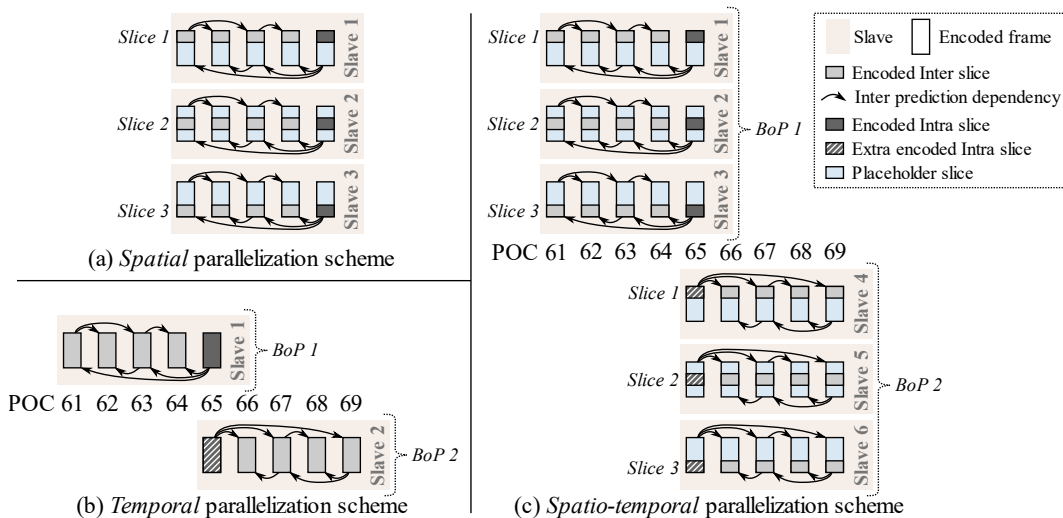 Slice 1
Slave 1
Slice 2
Slave 2
Slice 3
Slave 3
(a) Spatial parallelization scheme
Slave 1
BoP 1
POC 61 62 63 64 65 66 67 68 69
Slave 2
BoP 2
(b) Temporal parallelization scheme
Slice 1
Slave 1
Slice 2
Slave 2
BoP 1
Slice 3
Slave 3
POC 61 62 63 64 65 66 67 68 69
Slice 1
Slave 4
Slice 2
Slave 5
BoP 2
Slice 3
Slave 6
(c) Spatio-temporal parallelization scheme
Slave
Encoded frame
Encoded Inter slice
Inter prediction dependency
Encoded Intra slice
Extra encoded Intra slice
Placeholder slice